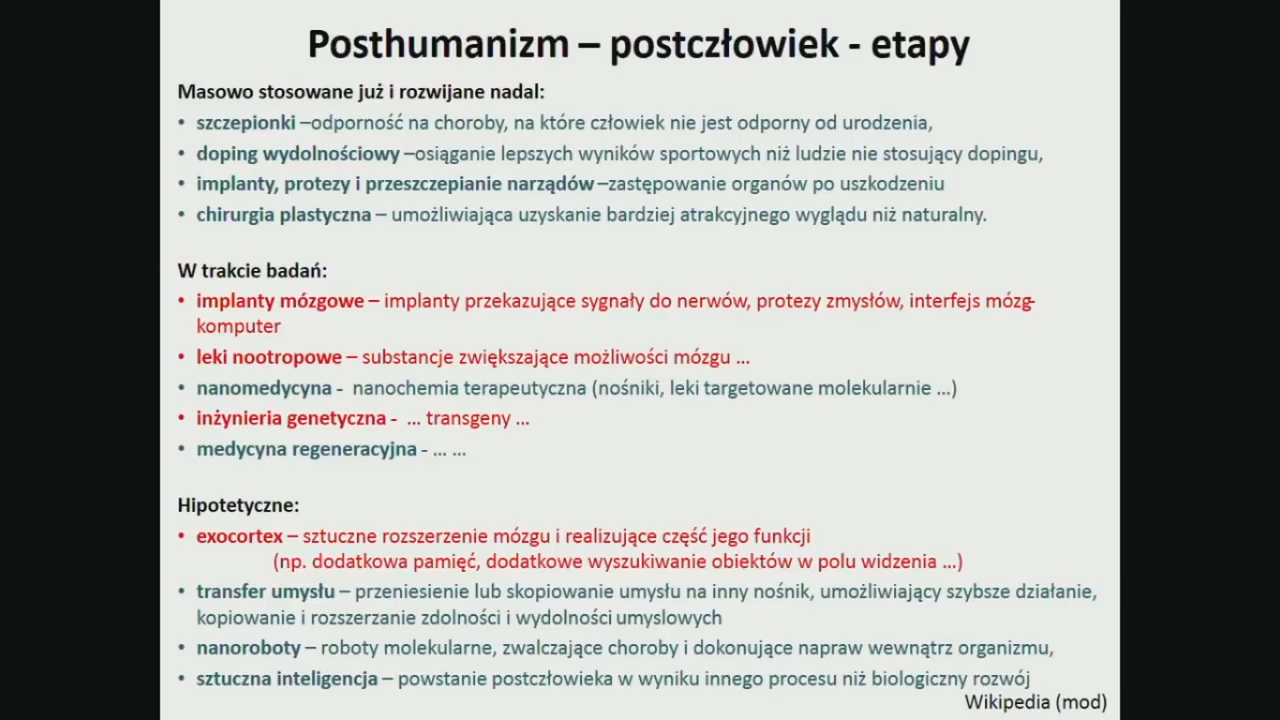 Posthumanizm – postczłowiek - etapy
Masowo stosowane już i rozwijane nadal:
• szczepionki –odporność na choroby, na które człowiek nie jest odporny od urodzenia,
• doping wydolnościowy –osiąganie lepszych wyników sportowych niż ludzie nie stosujący dopingu,
• implanty, protezy i przeszczepianie narządów –zastępowanie organów po uszkodzeniu
• chirurgia plastyczna – umożliwiająca uzyskanie bardziej atrakcyjnego wyglądu niż naturalny.
W trakcie badań:
• implanty mózgowe – implanty przekazujące sygnały do nerwów, protezy zmysłów, interfejs mózg-
komputer
• leki nootropowe – substancje zwiększające możliwości mózgu ...
• nanomedycyna - nanochemia terapeutyczna (nośniki, leki targetowane molekularnie ...)
• inżynieria genetyczna - ... transgeny ...
• medycyna regeneracyjna - ... ...
Hipotetyczne:
• exocortex – sztuczne rozszerzenie mózgu i realizujące część jego funkcji
(np. dodatkowa pamięć, dodatkowe wyszukiwanie obiektów w polu widzenia ...)
• transfer umysłu – przeniesienie lub skopiowanie umysłu na inny nośnik, umożliwiający szybsze działanie,
kopiowanie i rozszerzanie zdolności i wydolności umyslowych
• nanoroboty – roboty molekularne, zwalczające choroby i dokonujące napraw wewnątrz organizmu,
• sztuczna inteligencja – powstanie postczłowieka w wyniku innego procesu niż biologiczny rozwój
Wikipedia (mod)